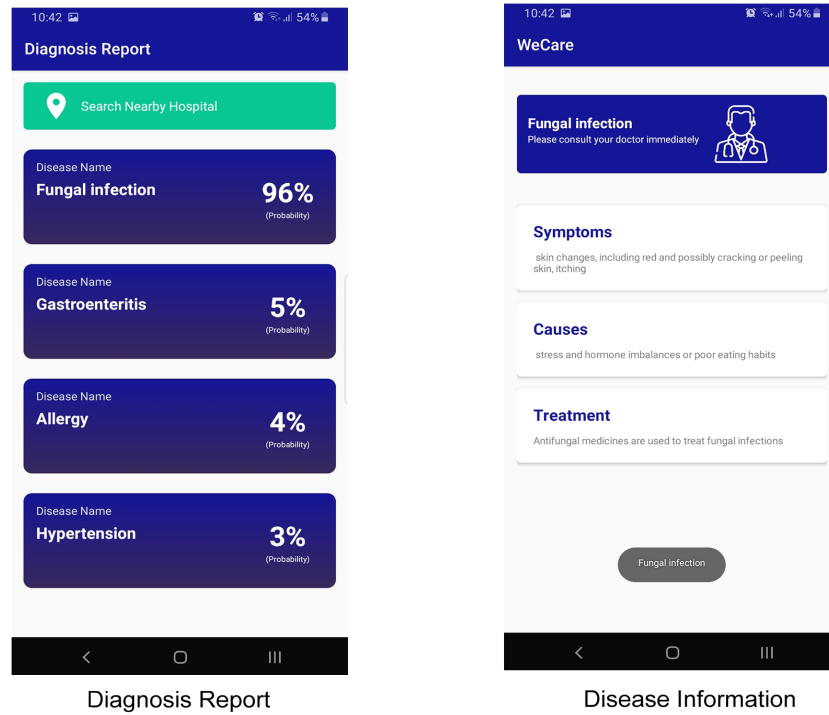 10:42
54%
Diagnosis Report
Search Nearby Hospital
Disease Name
Fungal infection
96%
(Probability)
Disease Name
Gastroenteritis
5%
(Probability)
Disease Name
Allergy
4%
(Probability)
Disease Name
Hypertension
3%
(Probability)
Diagnosis Report
10:42
54%
WeCare
Fungal infection
Please consult your doctor immediately
Symptoms
skin changes, including red and possibly cracking or peeling
skin, itching
Causes
stress and hormone imbalances or poor eating habits
Treatment
Antifungal medicines are used to treat fungal infections
Fungal infection
Disease Information